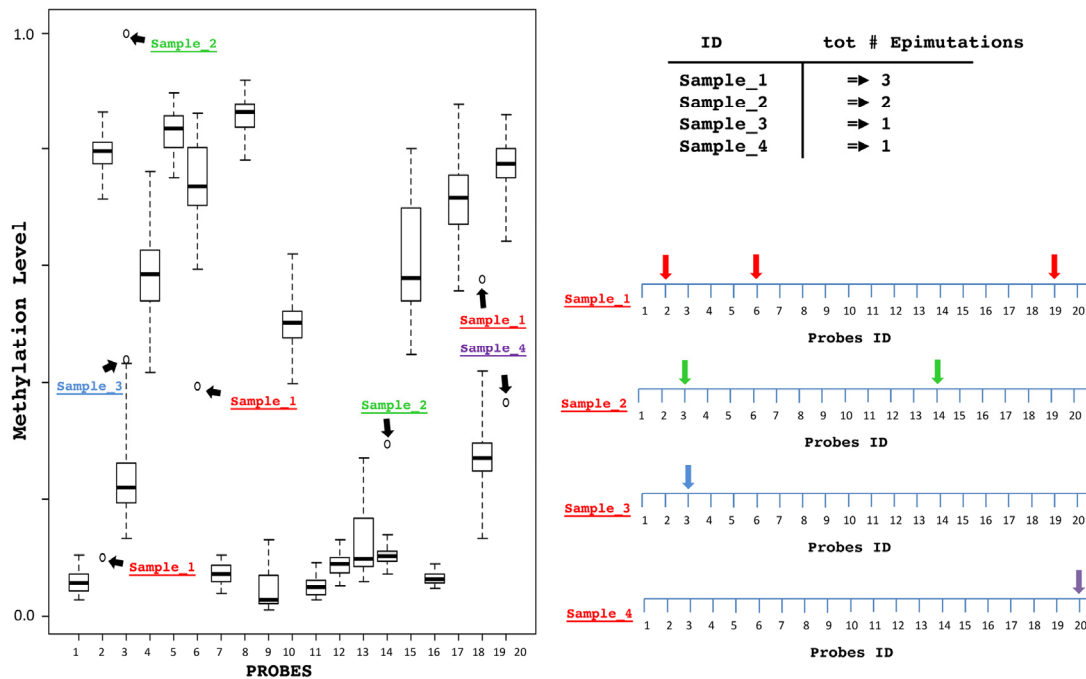 1.0
Sample_2
Sample_3
Sample_1
Sample_2
Sample_1
Sample_4
Sample_1
0.0
Methylation Level
1 2 3 4 5 6 7 8 9 10 11 12 13 14 15 16 17 18 19 20
PROBES
ID tot # Epimutations
Sample_1 => 3
Sample_2 => 2
Sample_3 => 1
Sample_4 => 1
Sample_1
1 2 3 4 5 6 7 8 9 10 11 12 13 14 15 16 17 18 19 20
Probes ID
Sample_2
1 2 3 4 5 6 7 8 9 10 11 12 13 14 15 16 17 18 19 20
Probes ID
Sample_3
1 2 3 4 5 6 7 8 9 10 11 12 13 14 15 16 17 18 19 20
Probes ID
Sample_4
1 2 3 4 5 6 7 8 9 10 11 12 13 14 15 16 17 18 19 20
Probes ID